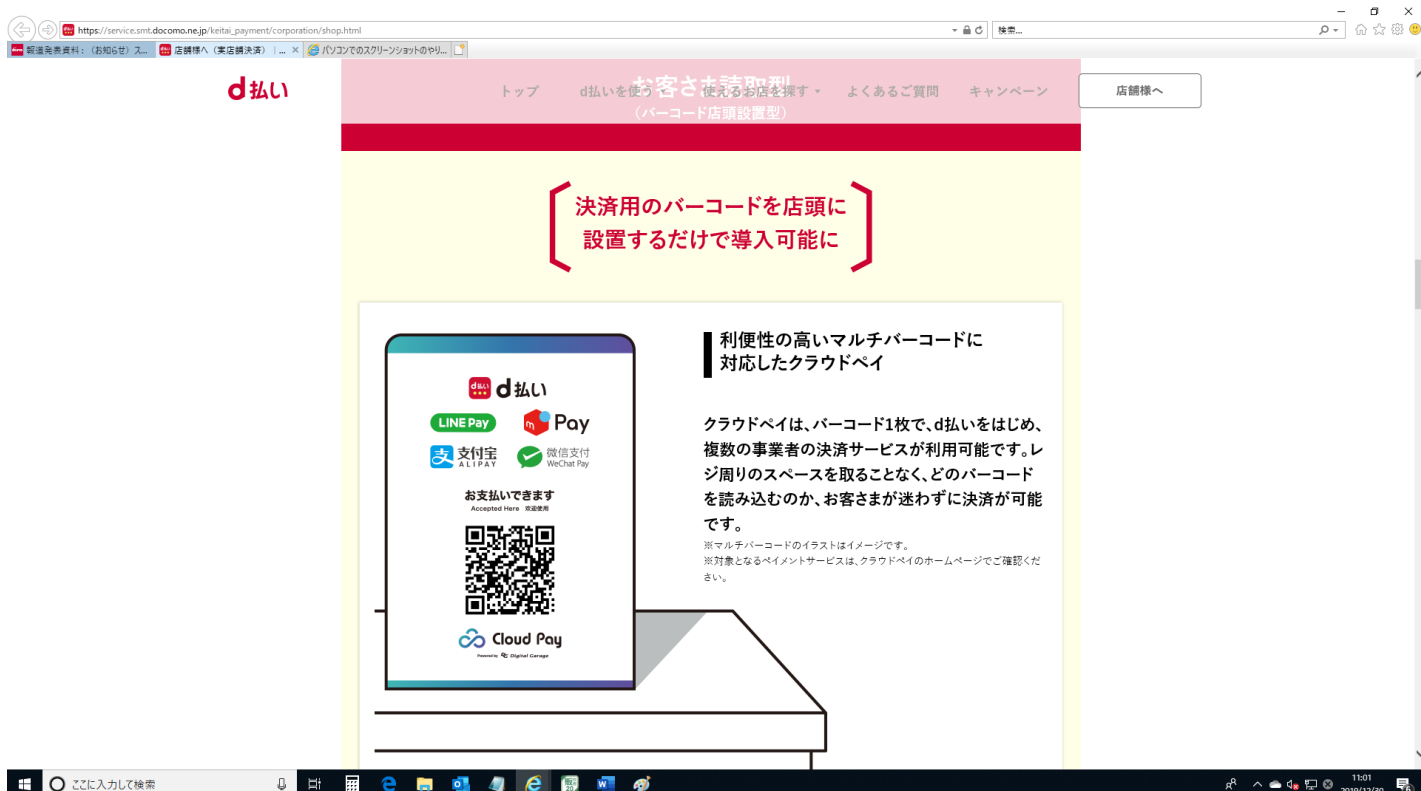 https://service.smt.docomo.ne.jp/keitai_payment/corporation/shop.html
検索...
報道発表資料：（お知らせ）ス...
店舗様へ（実店舗決済）｜ ...
パソコンでのスクリーンショットのやり...
d払い
トップ
d払いを使う
使えるお店を探す
よくあるご質問
キャンペーン
店舗様へ
お客さま読取型
（バーコード店頭設置型）
決済用のバーコードを店頭に
設置するだけで導入可能に
d払い
d払い
LINE Pay
m Pay
支 支付宝
ALIPAY
微信支付
WeChat Pay
お支払いできます
Accepted Here 欢迎使用
Cloud Pay
Powered by DG Digital Garage
利便性の高いマルチバーコードに
対応したクラウドペイ
クラウドペイは、バーコード1枚で、d払いをはじめ、
複数の事業者の決済サービスが利用可能です。レ
ジ周りのスペースを取ることなく、どのバーコード
を読み込むのか、お客さまが迷わずに決済が可能
です。
※マルチバーコードのイラストはイメージです。
※対象となるペイメントサービスは、クラウドペイのホームページでご確認くだ
さい。
ここに入力して検索
11:01
2019/12/30